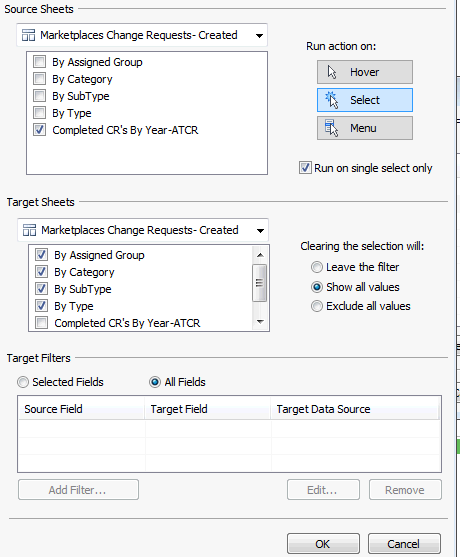 Source Sheets
Marketplaces Change Requests- Created
By Assigned Group
By Category
By SubType
By Type
Completed CR's By Year-ATCR
Run action on:
Hover
Select
Menu
Run on single select only
Target Sheets
Marketplaces Change Requests- Created
By Assigned Group
By Category
By SubType
By Type
Completed CR's By Year-ATCR
Clearing the selection will:
Leave the filter
Show all values
Exclude all values
Target Filters
Selected Fields All Fields
Source Field Target Field Target Data Source
Add Filter... Edit... Remove
OK Cancel